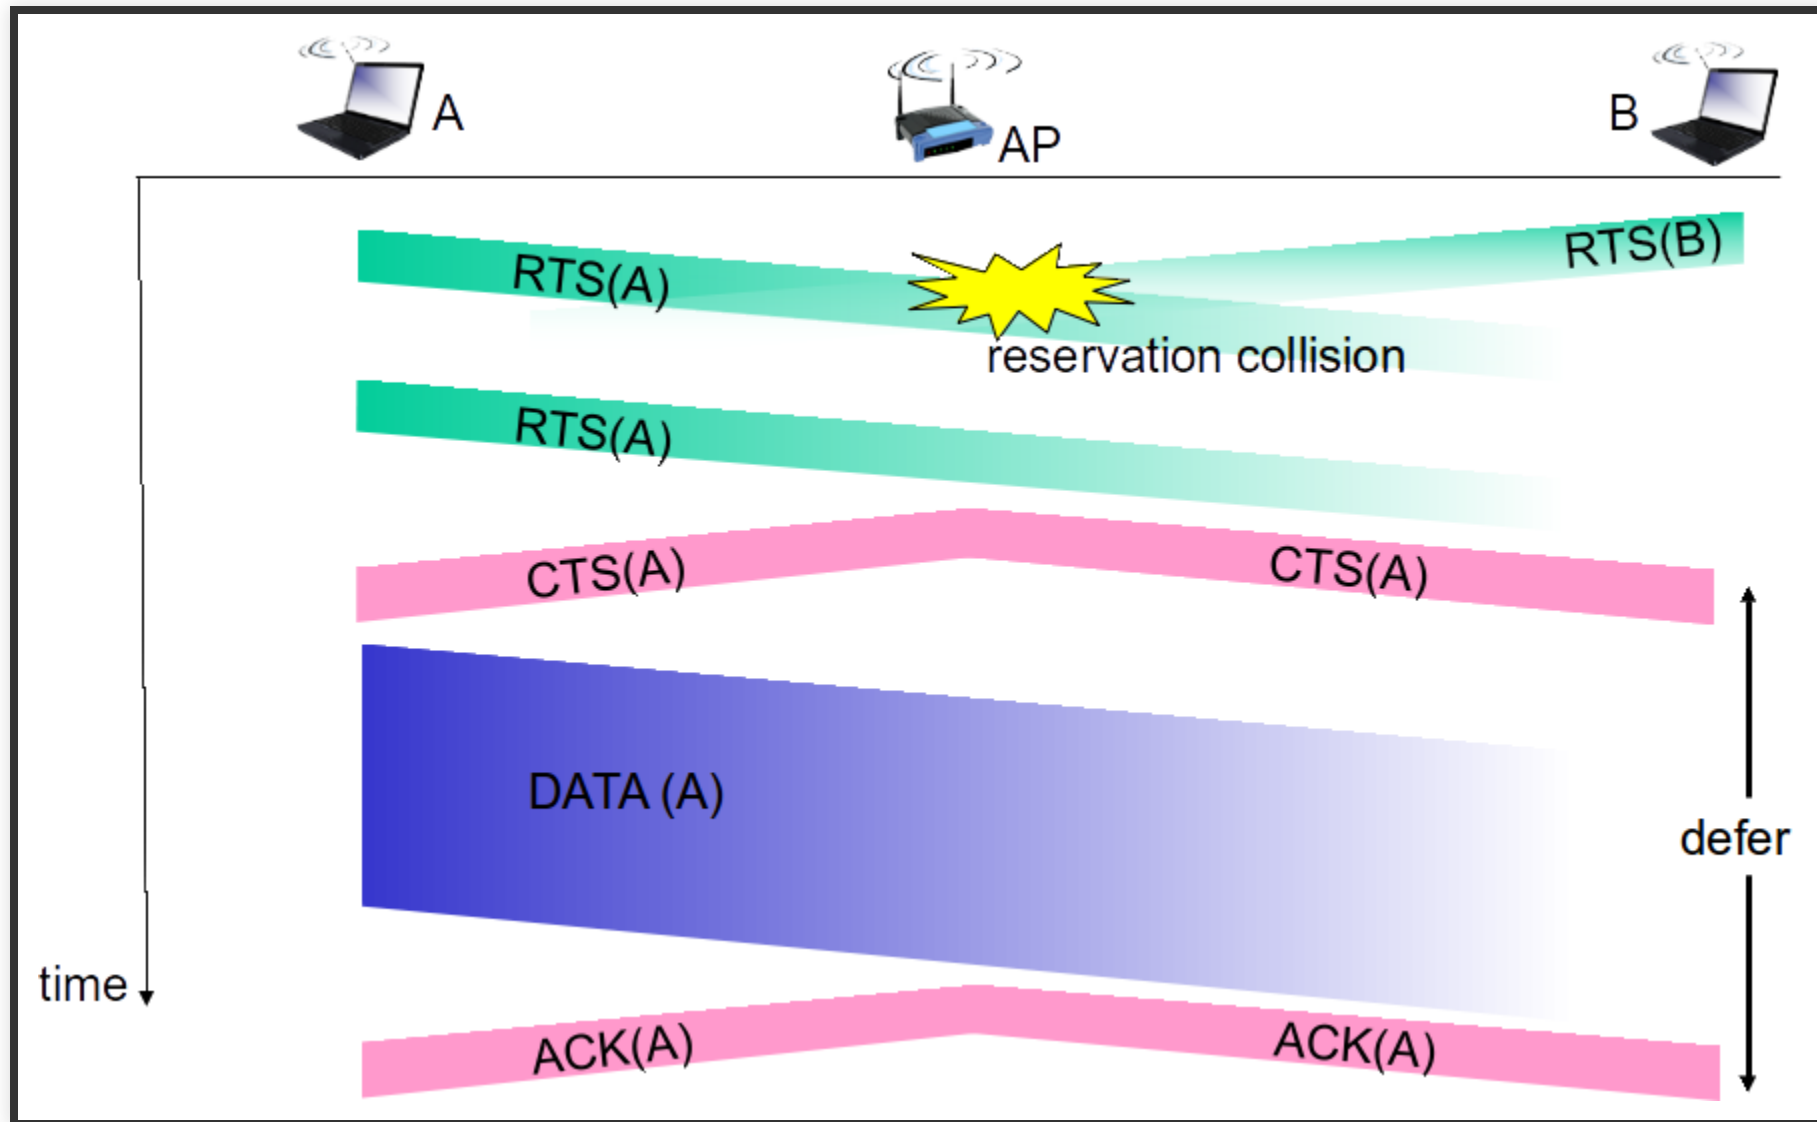 A
AP
B
RTS(A)
RTS(B)
reservation collision
RTS(A)
CTS(A)
CTS(A)
DATA (A)
defer
time
ACK(A)
ACK(A)